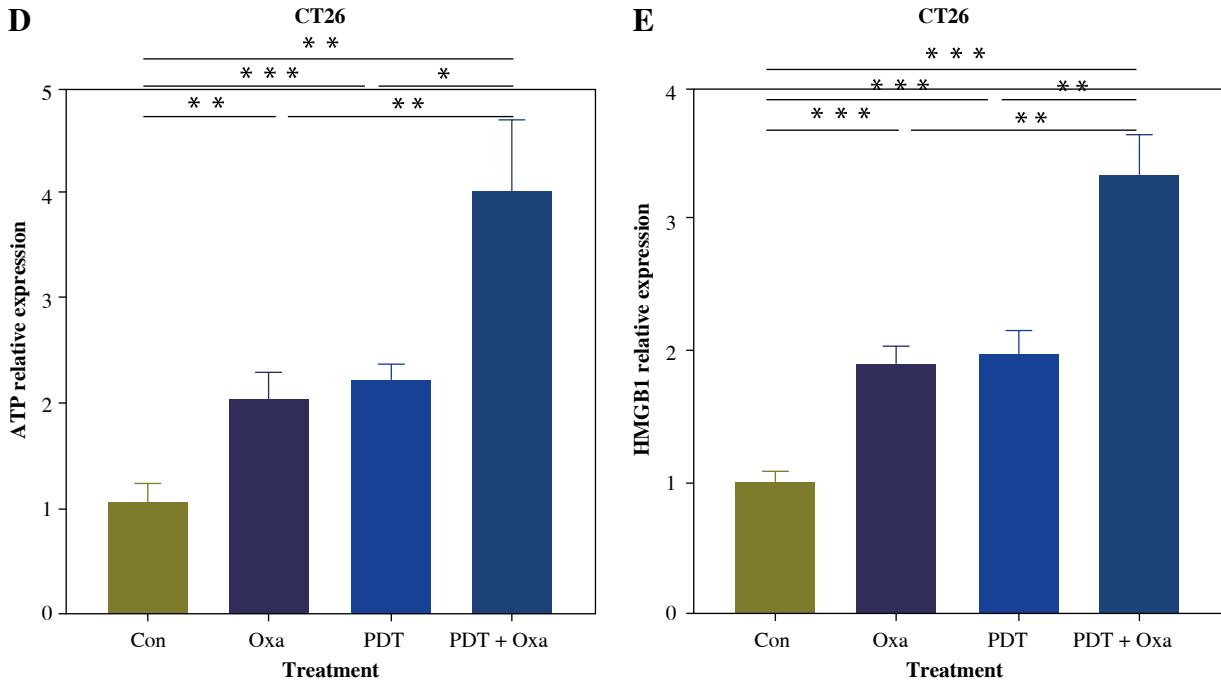 D
CT26
* *
* * *
*
* *
* *
5
4
3
2
1
0
ATP relative expression
Con
Oxa
PDT
PDT + Oxa
Treatment
E
CT26
* * *
* * *
* *
* * *
* *
4
3
2
1
0
HMGB1 relative expression
Con
Oxa
PDT
PDT + Oxa
Treatment